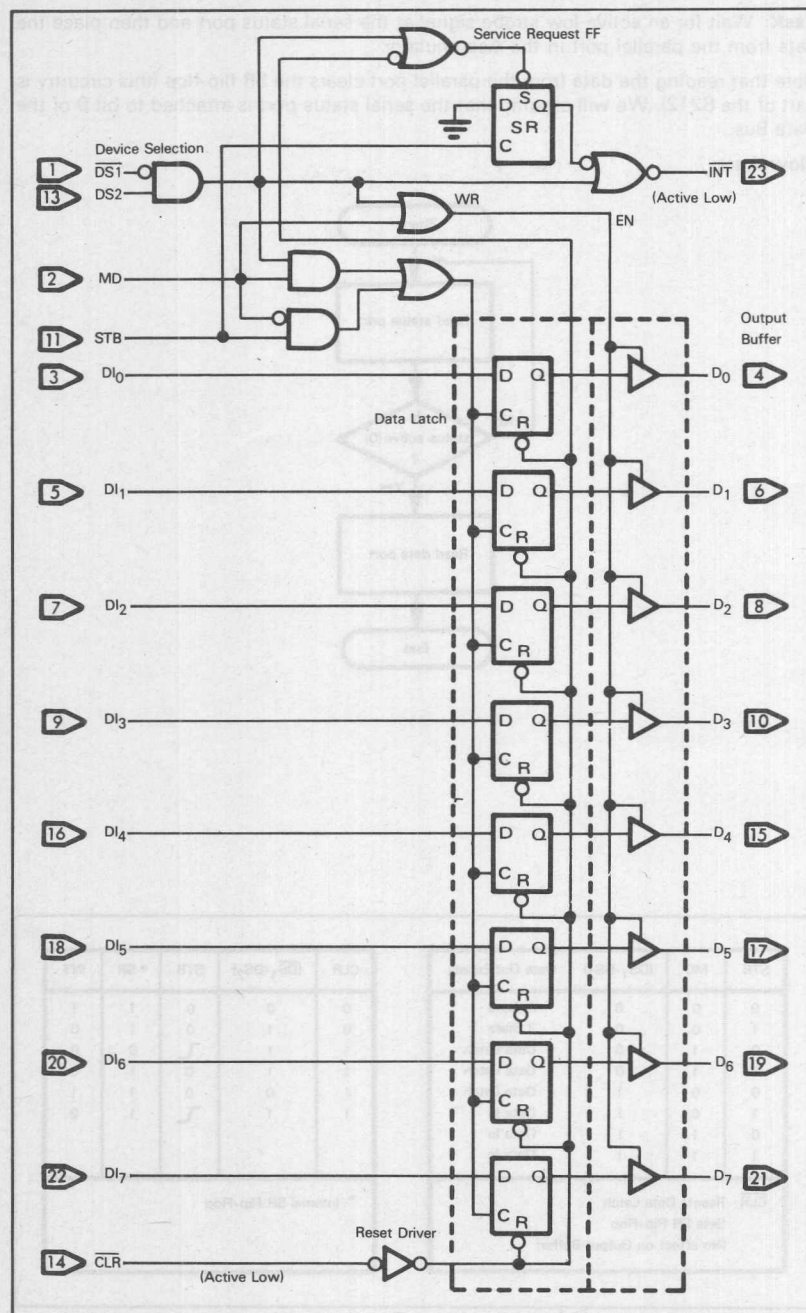 Service Request FF
S
D Q
SR
C
Device Selection
1 DS1
13 DS2
INT 23
(Active Low)
WR
EN
2 MD
11 STB
Output
Buffer
3 DI0 D Q D0 4
Data Latch
C
R
5 DI1 D Q D1 6
C
R
7 DI2 D Q D2 8
C
R
9 DI3 D Q D3 10
C
R
16 DI4 D Q D4 15
C
R
18 DI5 D Q D5 17
C
R
20 DI6 D Q D6 19
C
R
22 DI7 D Q D7 21
C
R
Reset Driver
14 CLR
(Active Low)